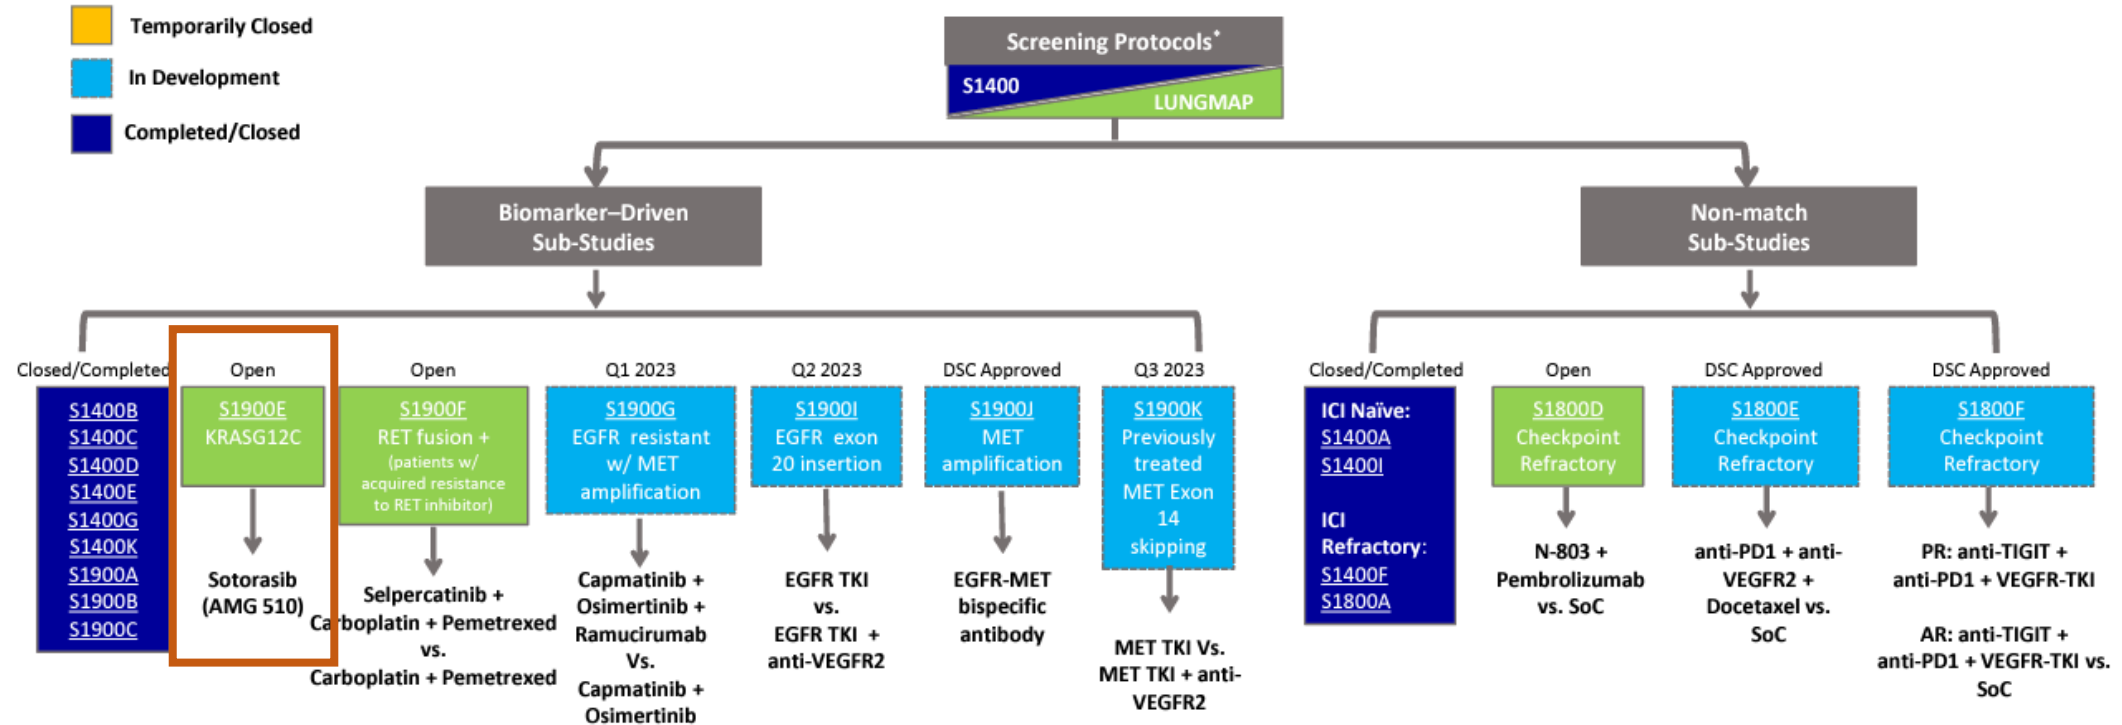 Temporarily Closed
In Development
Completed/Closed
Screening Protocols*
S1400
LUNGMAP
Biomarker–Driven
Sub-Studies
Non-match
Sub-Studies
Closed/Completed
S1400B
S1400C
S1400D
S1400E
S1400G
S1400K
S1900A
S1900B
S1900C
Open
S1900E
KRASG12C
Sotorasib
(AMG 510)
Open
S1900F
RET fusion +
(patients w/
acquired resistance
to RET inhibitor)
Selpercatinib +
Carboplatin + Pemetrexed
vs.
Carboplatin + Pemetrexed
Q1 2023
S1900G
EGFR resistant
w/ MET
amplification
Capmatinib +
Osimertinib +
Ramucirumab
Vs.
Capmatinib +
Osimertinib
Q2 2023
S1900I
EGFR exon
20 insertion
EGFR TKI
vs.
EGFR TKI +
anti-VEGFR2
DSC Approved
S1900J
MET
amplification
EGFR-MET
bispecific
antibody
Q3 2023
S1900K
Previously
treated
MET Exon
14
skipping
MET TKI Vs.
MET TKI + anti-
VEGFR2
Closed/Completed
ICI Naïve:
S1400A
S1400I
ICI
Refractory:
S1400F
S1800A
Open
S1800D
Checkpoint
Refractory
N-803 +
Pembrolizumab
vs. SoC
DSC Approved
S1800E
Checkpoint
Refractory
anti-PD1 + anti-
VEGFR2 +
Docetaxel vs.
SoC
DSC Approved
S1800F
Checkpoint
Refractory
PR: anti-TIGIT +
anti-PD1 + VEGFR-TKI
AR: anti-TIGIT +
anti-PD1 + VEGFR-TKI vs.
SoC